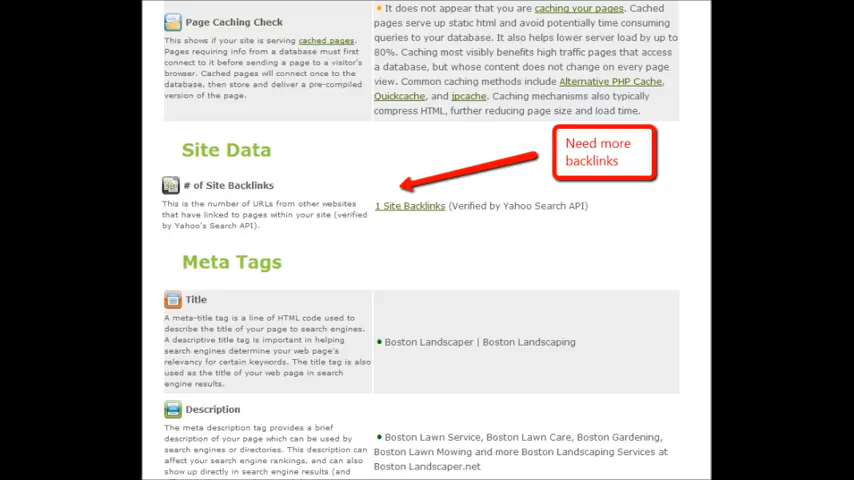 Page Caching Check
This shows if your site is serving cached pages.
Pages requiring info from a database must first
connect to it before sending a page to a visitor's
browser. Cached pages will connect once to the
database, then store and deliver a pre-compiled
version of the page.
It does not appear that you are caching your pages. Cached
pages serve up static html and avoid potentially time consuming
queries to your database. It also helps lower server load by up to
80%. Caching most visibly benefits high traffic pages that access
a database, but whose content does not change on every page
view. Common caching methods include Alternative PHP Cache,
Quickcache, and jpcache. Caching mechanisms also typically
compress HTML, further reducing page size and load time.
Site Data
Need more
backlinks
# of Site Backlinks
This is the number of URLs from other websites
that have linked to pages within your site (verified
by Yahoo's Search API).
1 Site Backlinks (Verified by Yahoo Search API)
Meta Tags
Title
A meta-title tag is a line of HTML code used to
describe the title of your page to search engines.
A descriptive title tag is important in helping
search engines determine your web page's
relevancy for certain keywords. The title tag is also
used as the title of your web page in search
engine results.
Boston Landscaper | Boston Landscaping
Description
The meta description tag provides a brief
description of your page which can be used by
search engines or directories. This description can
affect your search engine rankings, and can also
show up directly in search engine results (and
Boston Lawn Service, Boston Lawn Care, Boston Gardening,
Boston Lawn Mowing and more Boston Landscaping Services at
Boston Landscaper.net